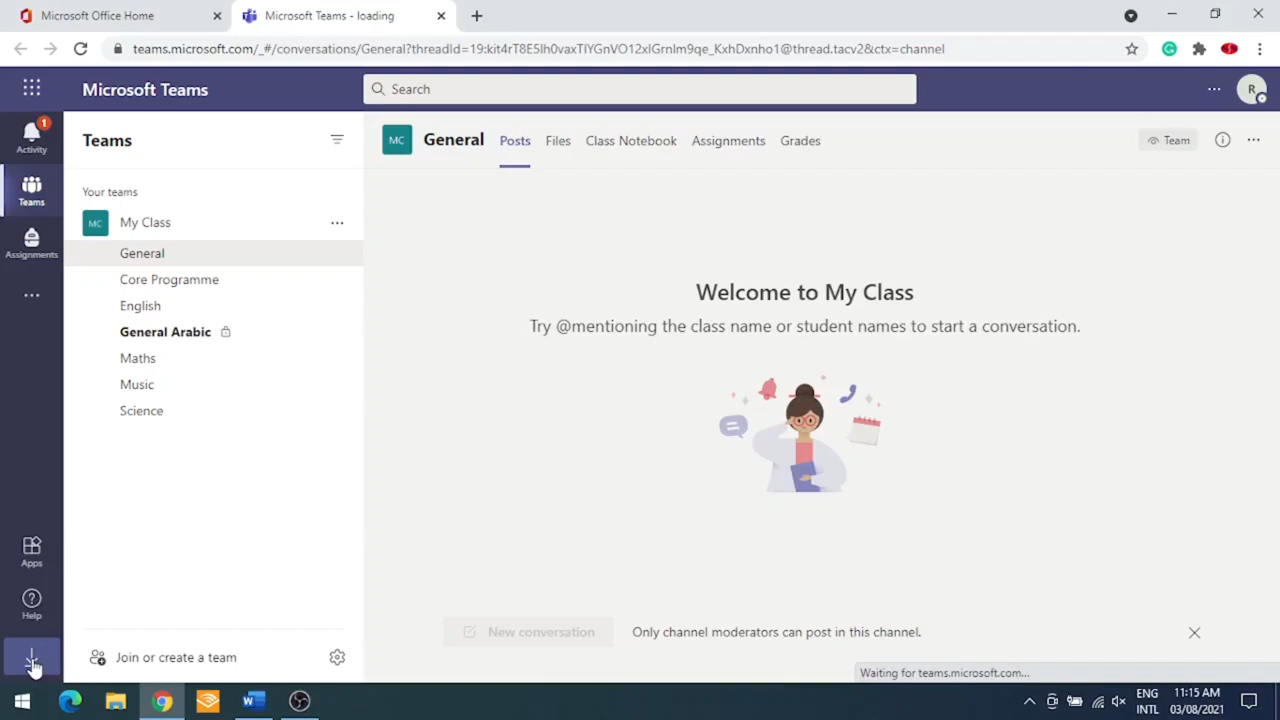 Microsoft Office Home
Microsoft Teams - loading
teams.microsoft.com/_#/conversations/General?threadId=19:kit4rT8E5Ih0vaxTIYGnVO12xIGrnIm9qe_KxhDxnho1@thread.tacv2&ctx=channel
Microsoft Teams
Search
R
Activity
1
Teams
Assignments
Apps
Help
Teams
Your teams
MC My Class
General
Core Programme
English
General Arabic
Maths
Music
Science
Join or create a team
MC General Posts Files Class Notebook Assignments Grades
Team
Welcome to My Class
Try @mentioning the class name or student names to start a conversation.
New conversation
Only channel moderators can post in this channel.
Waiting for teams.microsoft.com...
ENG
INTL
11:15 AM
03/08/2021